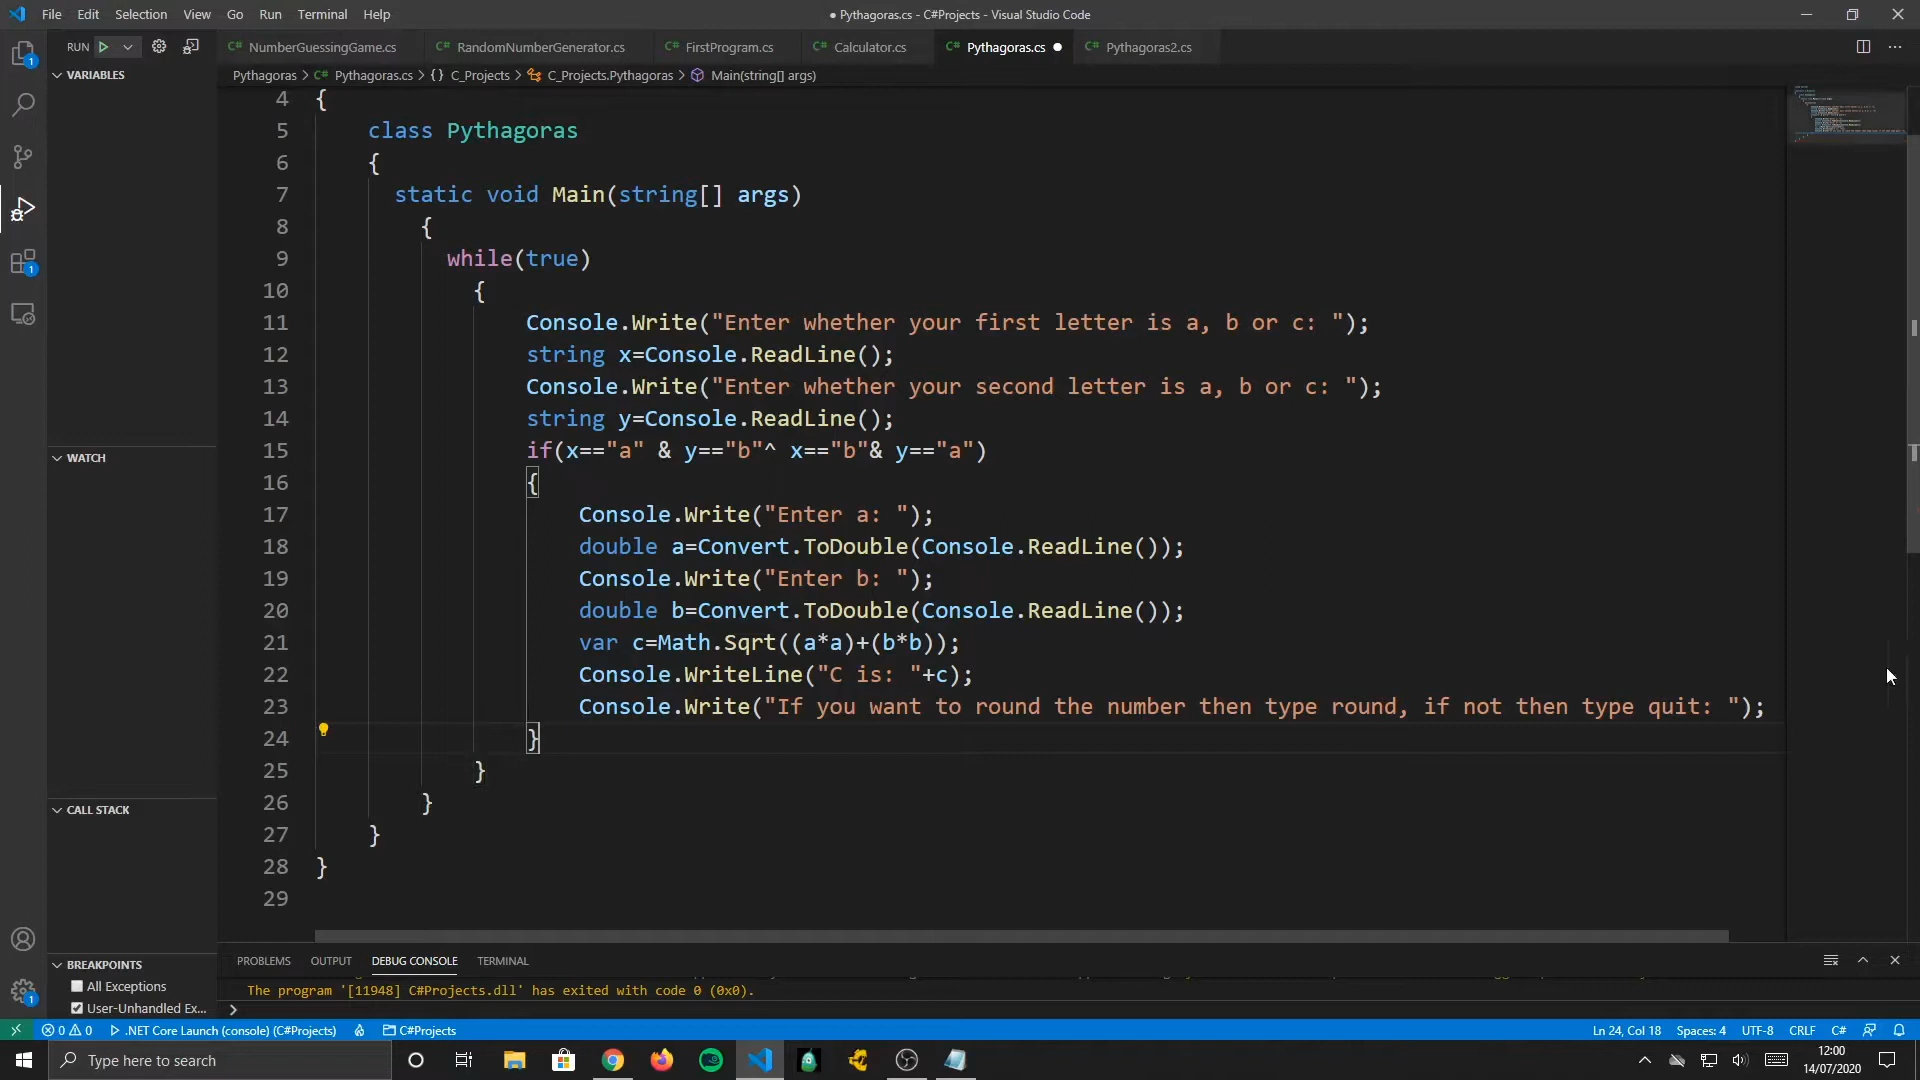 File Edit Selection View Go Run Terminal Help
● Pythagoras.cs - C#Projects - Visual Studio Code
RUN
NumberGuessingGame.cs RandomNumberGenerator.cs FirstProgram.cs Calculator.cs Pythagoras.cs Pythagoras2.cs
VARIABLES
Pythagoras > Pythagoras.cs > {} C_Projects > C_Projects.Pythagoras > Main(string[] args)
4 {
5 class Pythagoras
6 {
7 static void Main(string[] args)
8 {
9 while(true)
10 {
11 Console.Write("Enter whether your first letter is a, b or c: ");
12 string x=Console.ReadLine();
13 Console.Write("Enter whether your second letter is a, b or c: ");
14 string y=Console.ReadLine();
15 if(x=="a" & y=="b"^ x=="b"& y=="a")
16 {
17 Console.Write("Enter a: ");
18 double a=Convert.ToDouble(Console.ReadLine());
19 Console.Write("Enter b: ");
20 double b=Convert.ToDouble(Console.ReadLine());
21 var c=Math.Sqrt((a*a)+(b*b));
22 Console.WriteLine("C is: "+c);
23 Console.Write("If you want to round the number then type round, if not then type quit: ");
24 }
25 }
26 }
27 }
28 }
29
WATCH
CALL STACK
BREAKPOINTS
All Exceptions
User-Unhandled Ex...
PROBLEMS OUTPUT DEBUG CONSOLE TERMINAL
The program '[11948] C#Projects.dll' has exited with code 0 (0x0).
0 0 .NET Core Launch (console) (C#Projects) C#Projects
Ln 24, Col 18 Spaces: 4 UTF-8 CRLF C#
Type here to search
12:00
14/07/2020